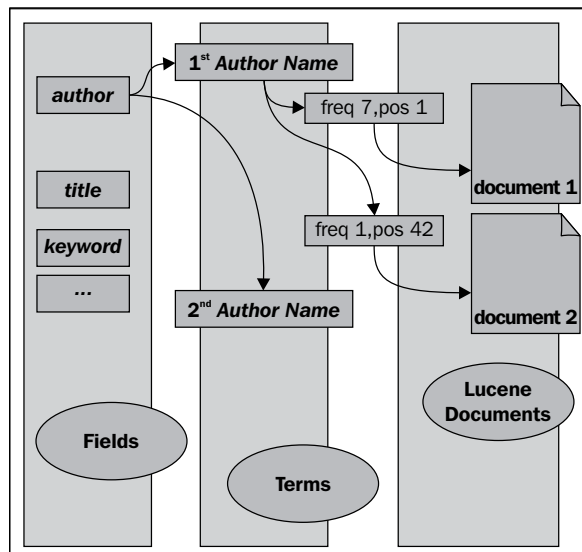 1st Author Name
author
freq 7,pos 1
title
document 1
keyword
freq 1,pos 42
...
2nd Author Name
document 2
Lucene
Documents
Fields
Terms